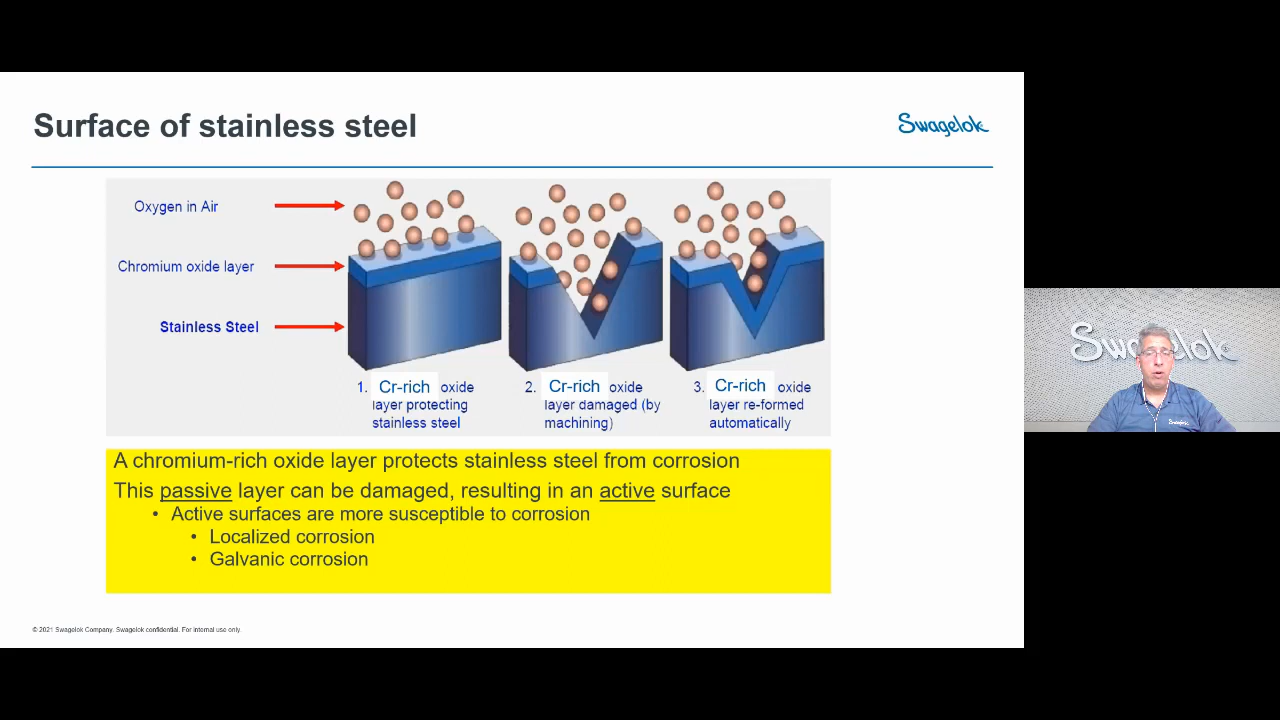 Surface of stainless steel
Swagelok
Oxygen in Air
Chromium oxide layer
Stainless Steel
1. Cr-rich oxide
layer protecting
stainless steel
2. Cr-rich oxide
layer damaged (by
machining)
3. Cr-rich oxide
layer re-formed
automatically
A chromium-rich oxide layer protects stainless steel from corrosion
This passive layer can be damaged, resulting in an active surface
• Active surfaces are more susceptible to corrosion
• Localized corrosion
• Galvanic corrosion
© 2021 Swagelok Company. Swagelok confidential. For internal use only.
Swagelok
Swagelok